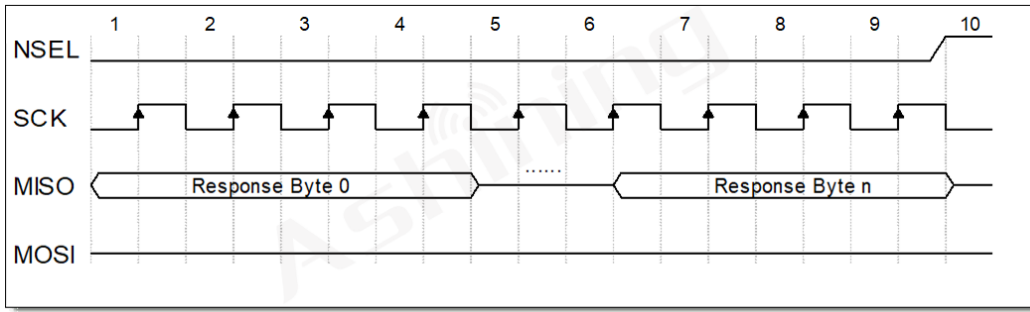 1 2 3 4 5 6 7 8 9 10
NSEL
SCK
MISO Response Byte 0 ...... Response Byte n
MOSI
Ashining